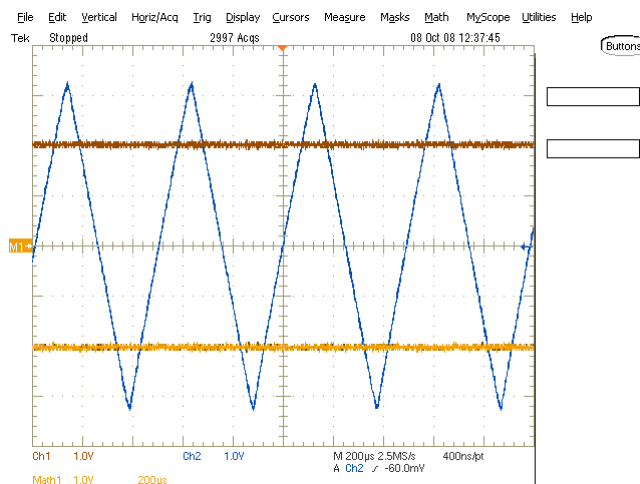 File Edit Vertical Horiz/Acq Trig Display Cursors Measure Masks Math MyScope Utilities Help
Tek Stopped 2997 Acqs 08 Oct 08 12:37:45
Buttons
M1
Ch1 1.0V Ch2 1.0V M 200µs 2.5MS/s 400ns/pt
A Ch2 ∕ -60.0mV
Math1 1.0V 200µs